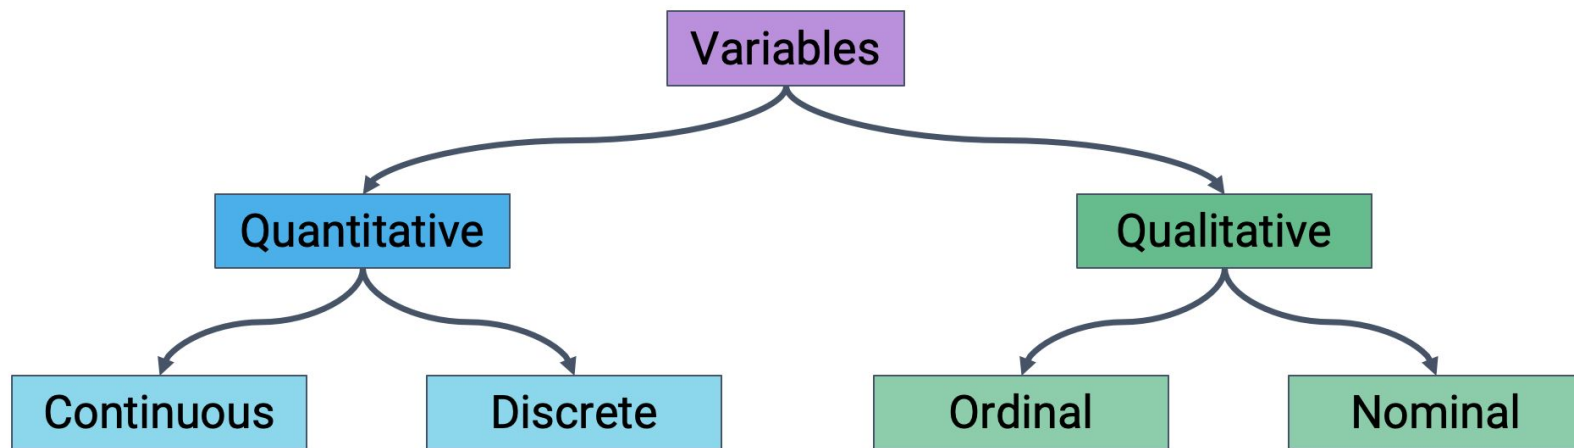 Variables
Quantitative
Qualitative
Continuous
Discrete
Ordinal
Nominal